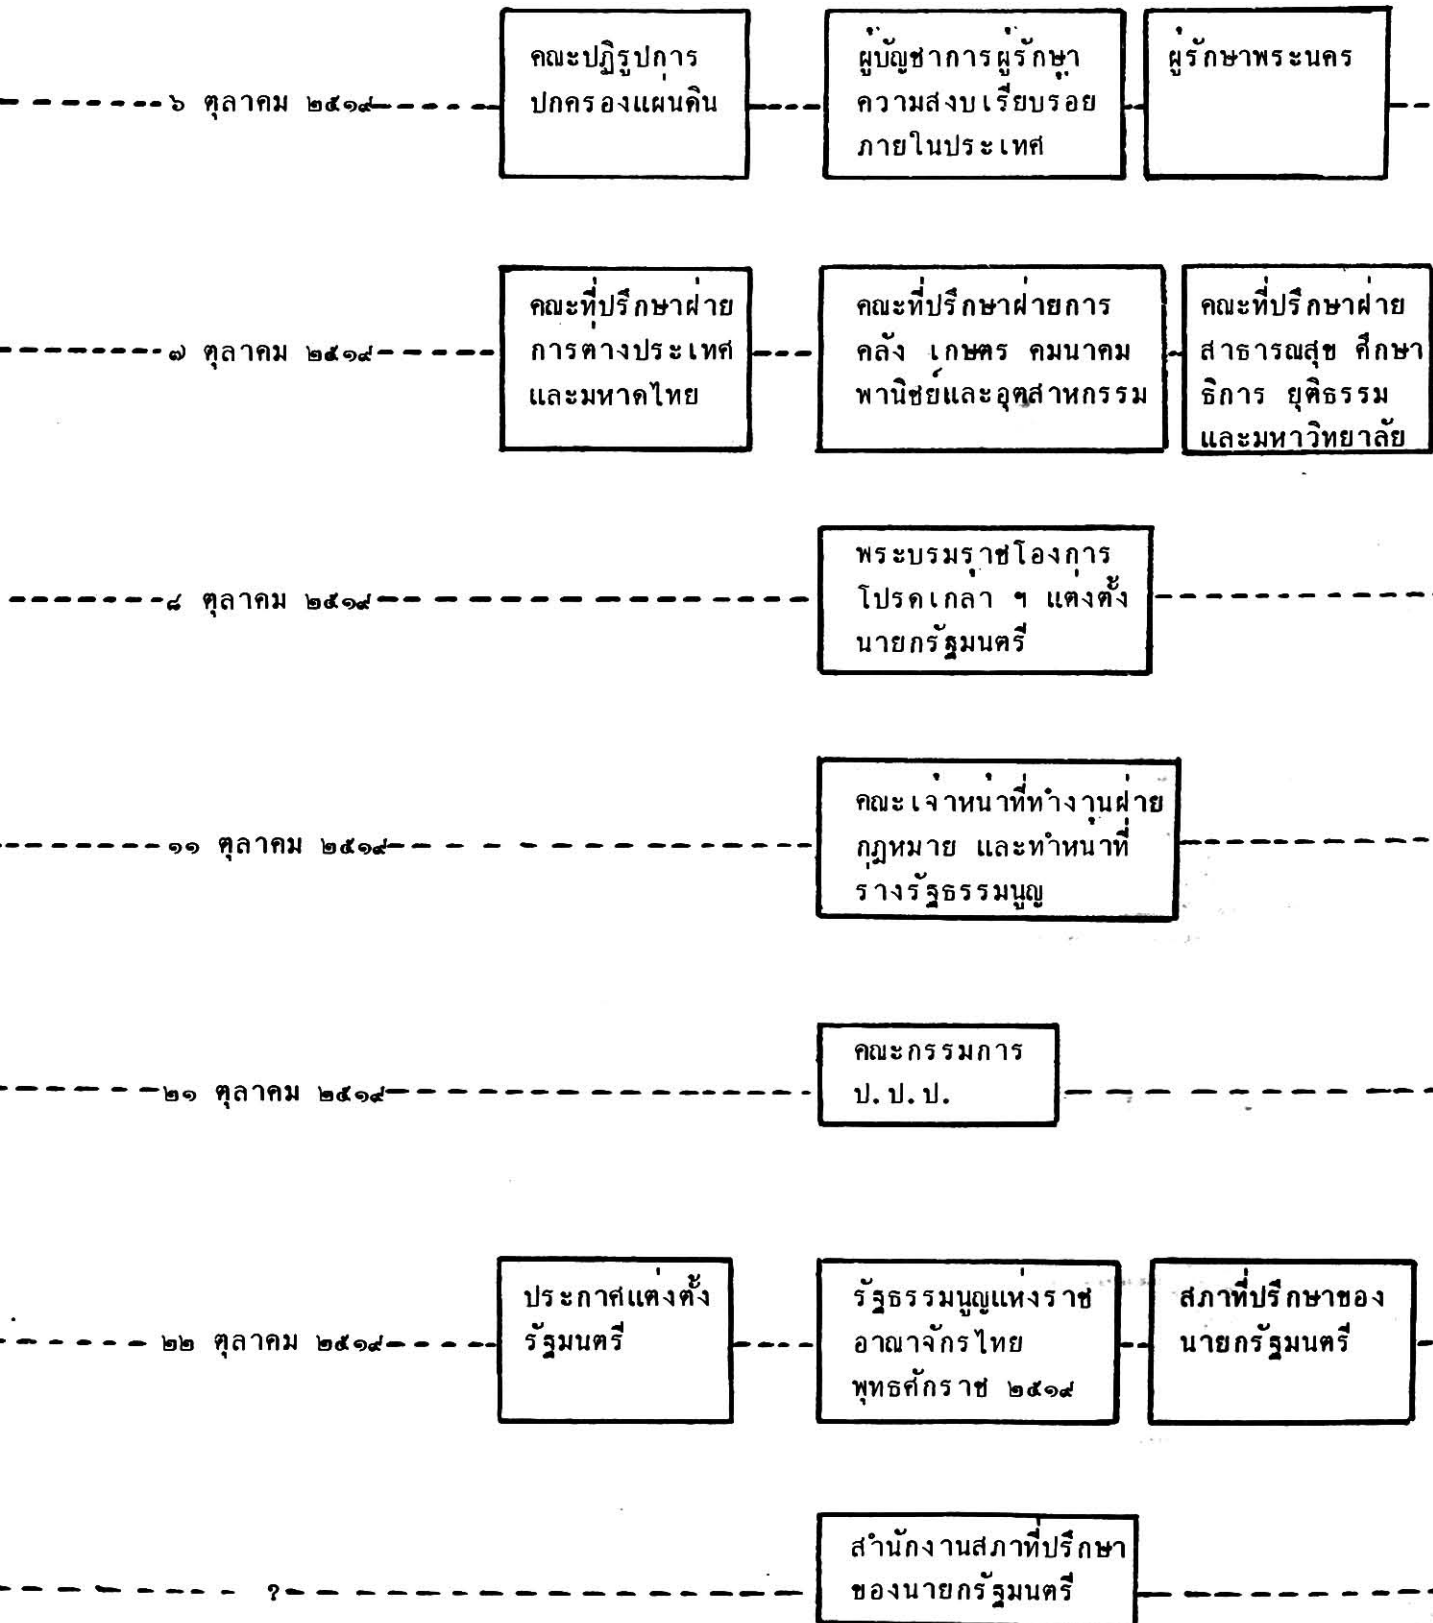 ๖ ตุลาคม ๒๕๑๙
คณะปฏิรูปการ
ปกครองแผ่นดิน
ผู้บัญชาการผู้รักษา
ความสงบเรียบร้อย
ภายในประเทศ
ผู้รักษาพระนคร
๗ ตุลาคม ๒๕๑๙
คณะที่ปรึกษาฝ่าย
การต่างประเทศ
และมหาดไทย
คณะที่ปรึกษาฝ่ายการ
คลัง เกษตร คมนาคม
พานิชย์และอุตสาหกรรม
คณะที่ปรึกษาฝ่าย
สาธารณสุข ศึกษา
ธิการ ยุติธรรม
และมหาวิทยาลัย
๘ ตุลาคม ๒๕๑๙
พระบรมราชโองการ
โปรดเกล้า ฯ แต่งตั้ง
นายกรัฐมนตรี
๑๑ ตุลาคม ๒๕๑๙
คณะเจ้าหน้าที่ทำงานฝ่าย
กฎหมาย และทำหน้าที่
ร่างรัฐธรรมนูญ
๒๑ ตุลาคม ๒๕๑๙
คณะกรรมการ
ป.ป.ป.
๒๒ ตุลาคม ๒๕๑๙
ประกาศแต่งตั้ง
รัฐมนตรี
รัฐธรรมนูญแห่งราช
อาณาจักรไทย
พุทธศักราช ๒๕๑๙
สภาที่ปรึกษาของ
นายกรัฐมนตรี
?
สำนักงานสภาที่ปรึกษา
ของนายกรัฐมนตรี